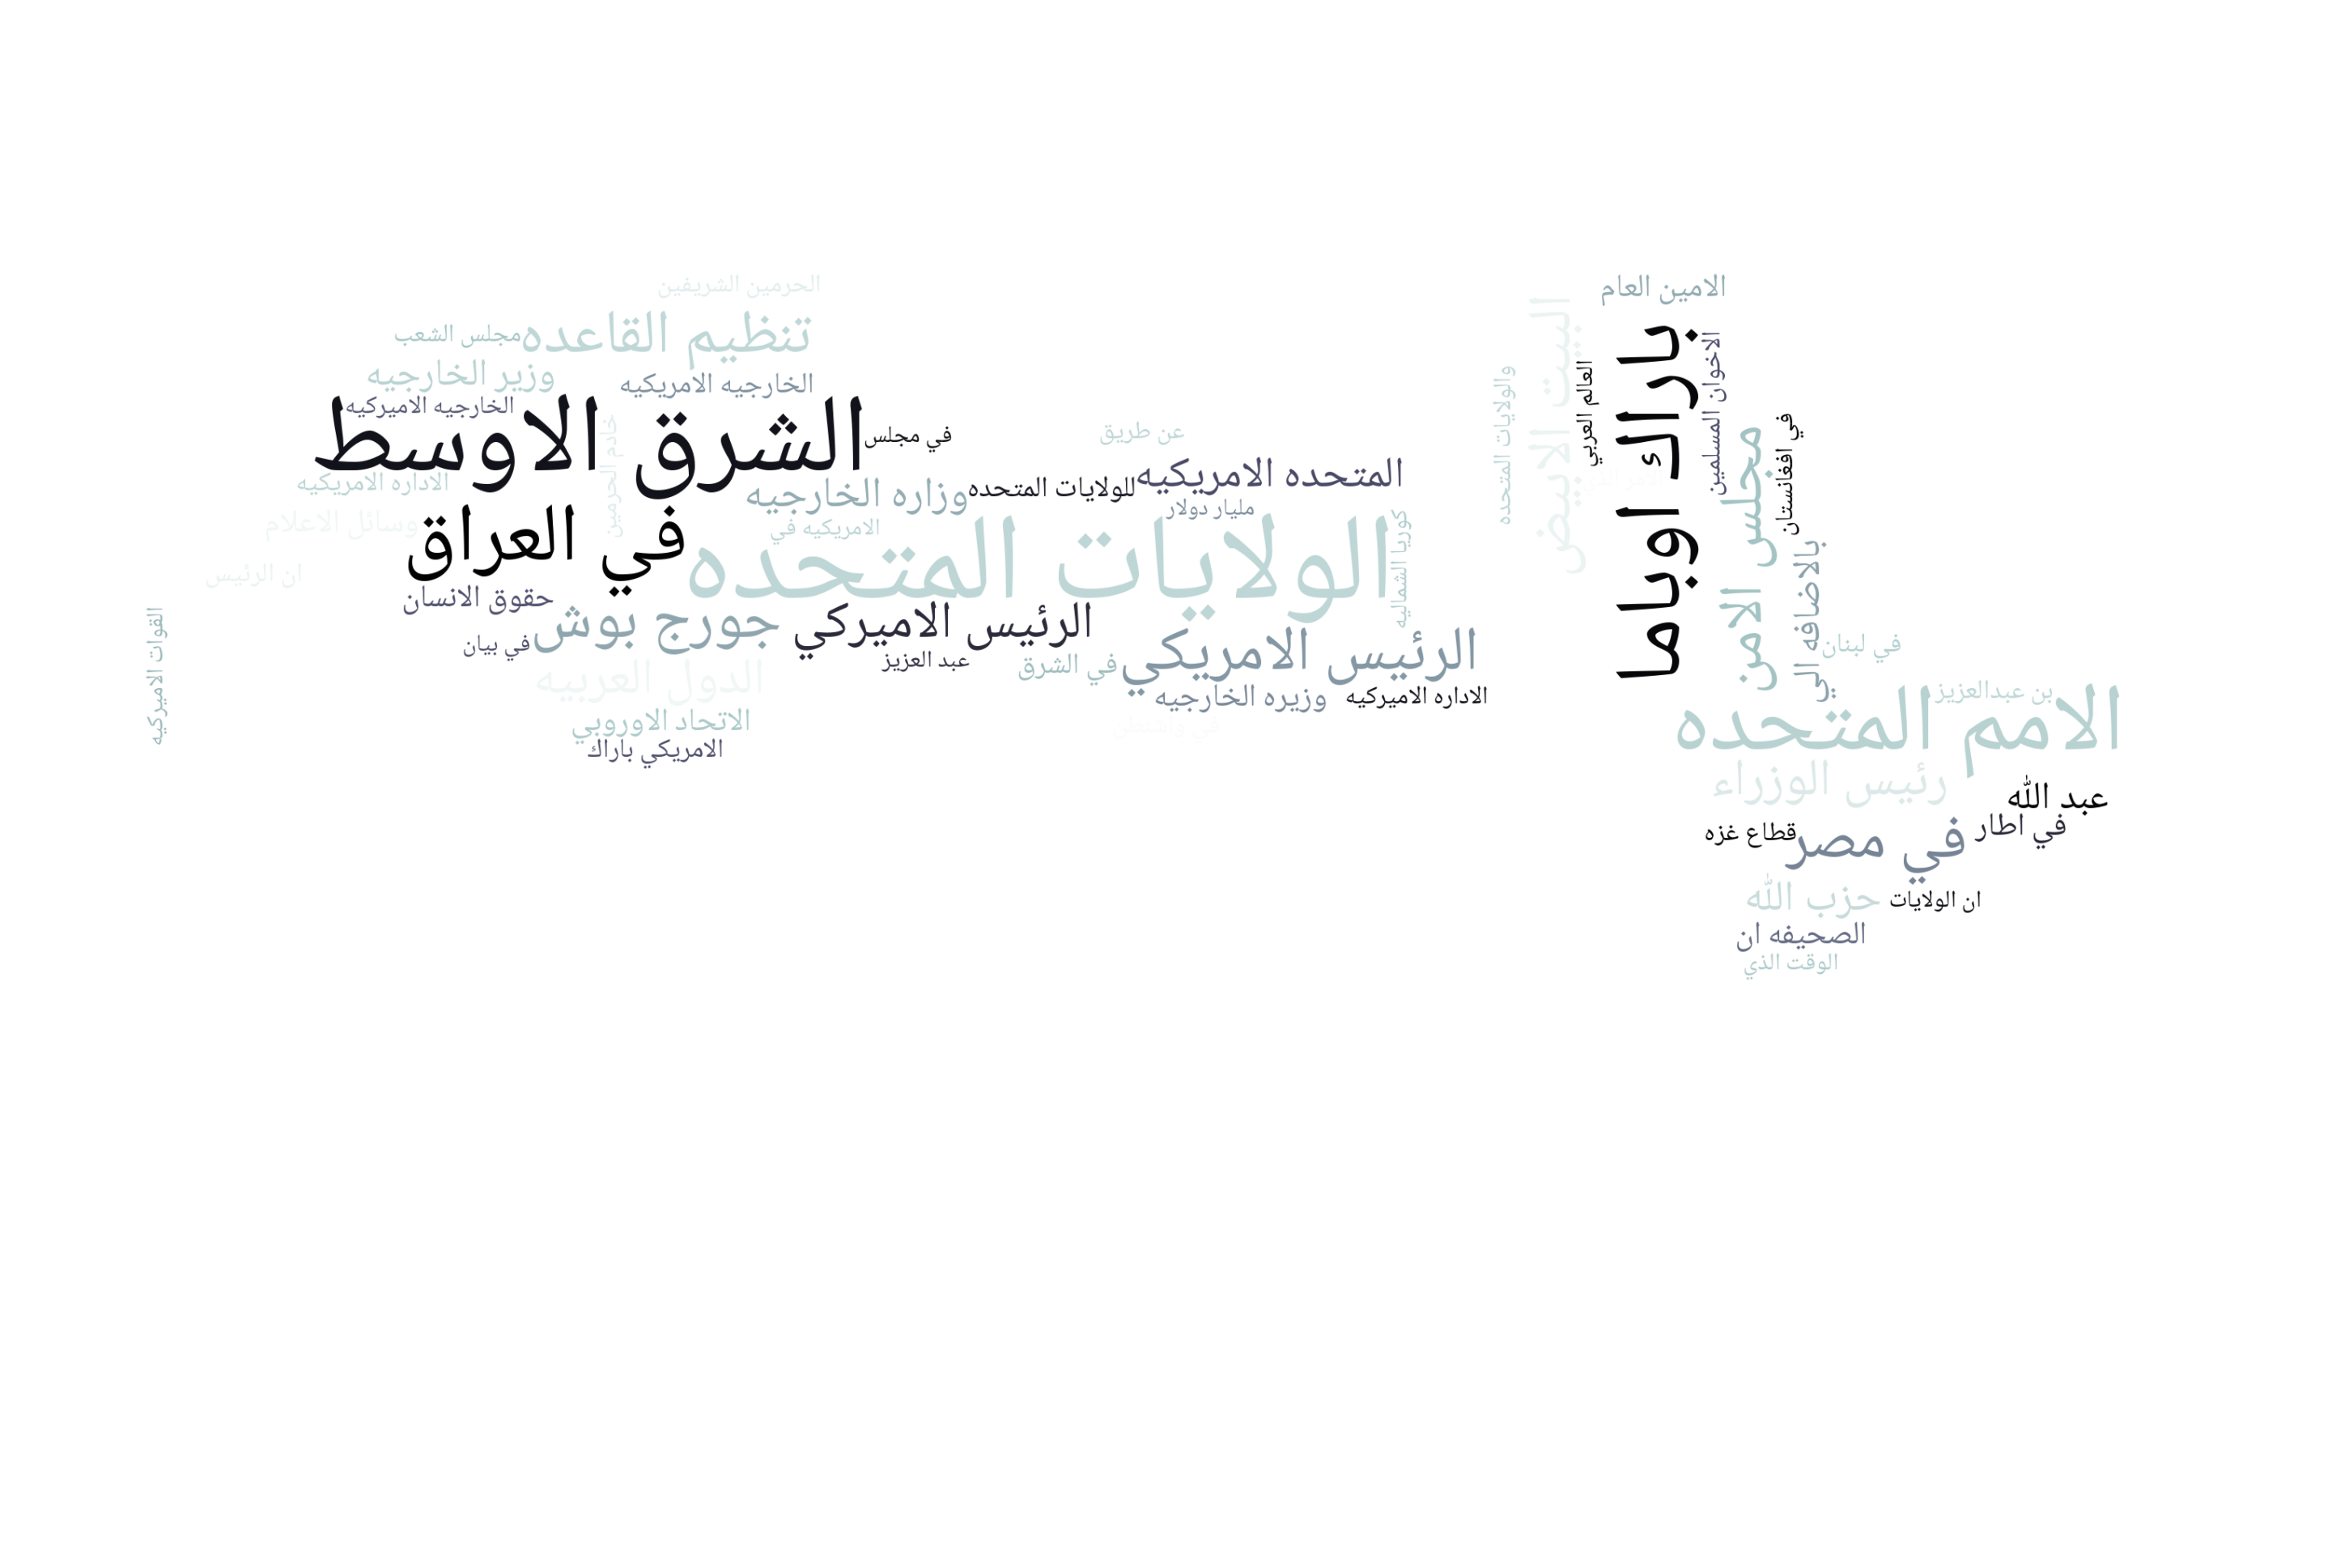 الحرمين الشريفين
الامين العام
تنظيم القاعده
مجلس الشعب
وزير الخارجيه
الخارجيه الامريكيه
الخارجيه الاميركيه
الشرق الاوسط
في مجلس
خادم الحرمين
عن طريق
البيت الابيض
باراك اوباما
الاخوان المسلمين
العالم العربي
والولايات المتحده
مجلس الامن
في افغانستان
بالاضافه الي
الاداره الامريكيه
وزاره الخارجيه
للولايات المتحده
المتحده الامريكيه
مليار دولار
وسائل الاعلام
في العراق
الامريكيه في
الولايات المتحده
كوريا الشماليه
ان الرئيس
حقوق الانسان
القوات الاميركيه
في بيان
جورج بوش
الرئيس الاميركي
عبد العزيز
في الشرق
الرئيس الامريكي
في لبنان
الدول العربيه
وزيره الخارجيه
الاداره الاميركيه
بن عبدالعزيز
الاتحاد الاوروبي
الامريكي باراك
الامم المتحده
رئيس الوزراء
عبد الله
في اطار
قطاع غزه
في مصر
حزب الله
ان الولايات
الصحيفه ان
الوقت الذي